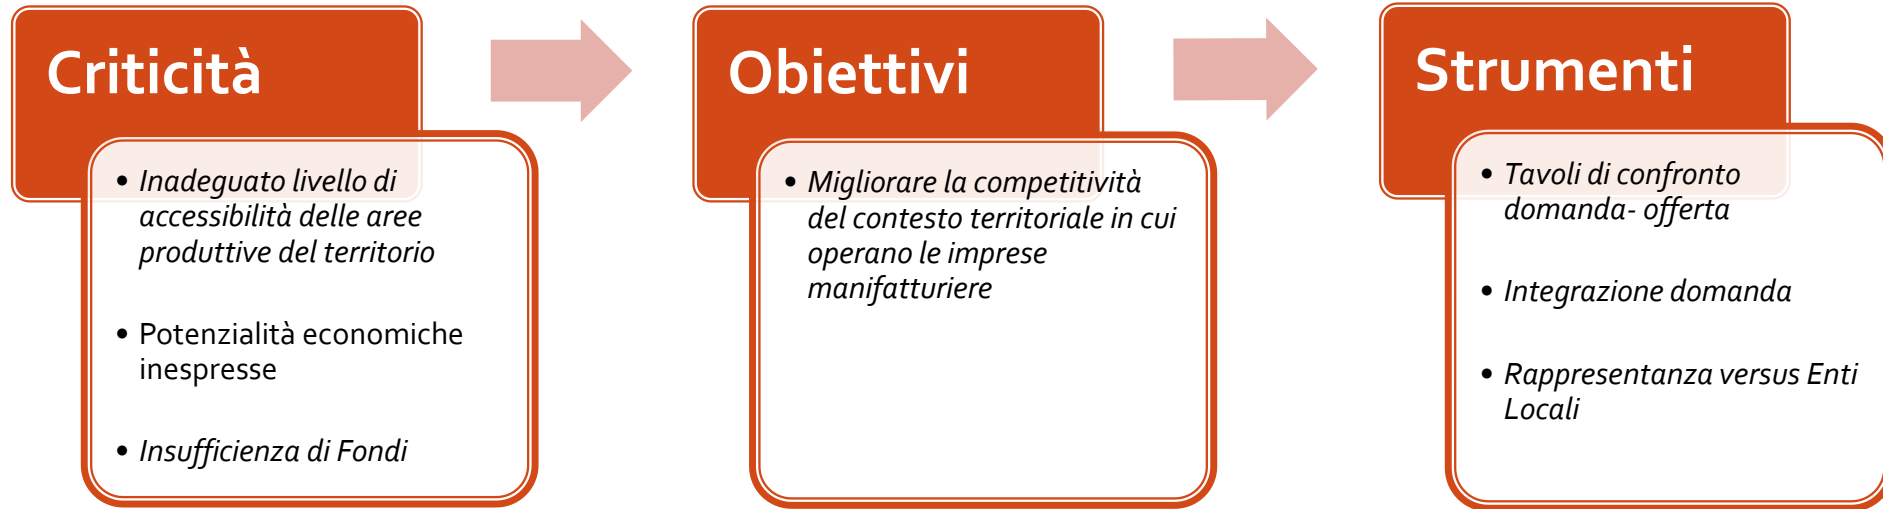 Criticità
• Inadeguato livello di
accessibilità delle aree
produttive del territorio
• Potenzialità economiche
inespresse
• Insufficienza di Fondi
Obiettivi
• Migliorare la competitività
del contesto territoriale in cui
operano le imprese
manifatturiere
Strumenti
• Tavoli di confronto
domanda- offerta
• Integrazione domanda
• Rappresentanza versus Enti
Locali